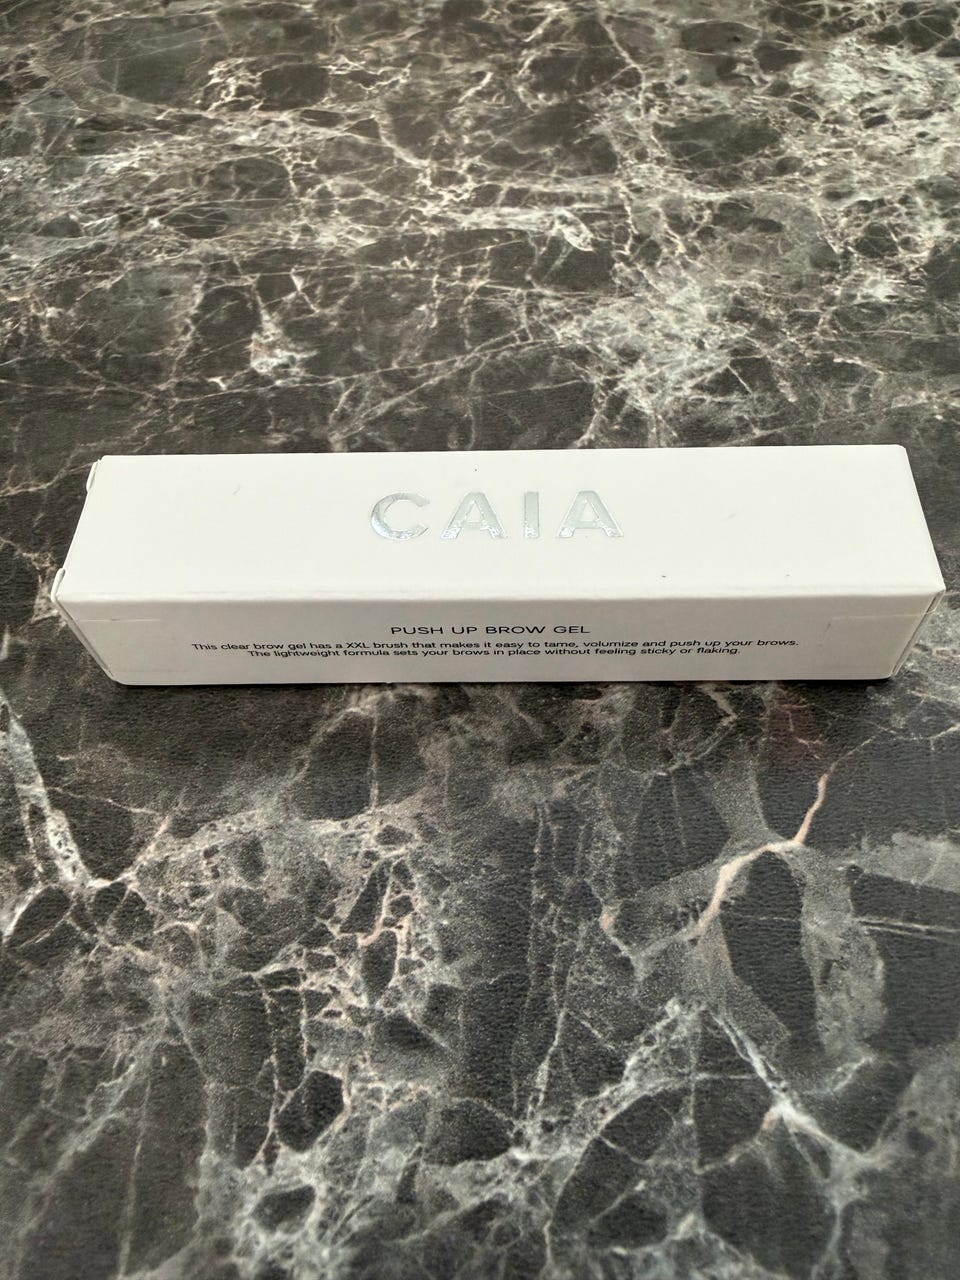 CAIA
PUSH UP BROW GEL
This clear brow gel has a XXL brush that makes it easy to tame, volumize and push up your brows.
The lightweight formula sets your brows in place without feeling sticky or flaking.